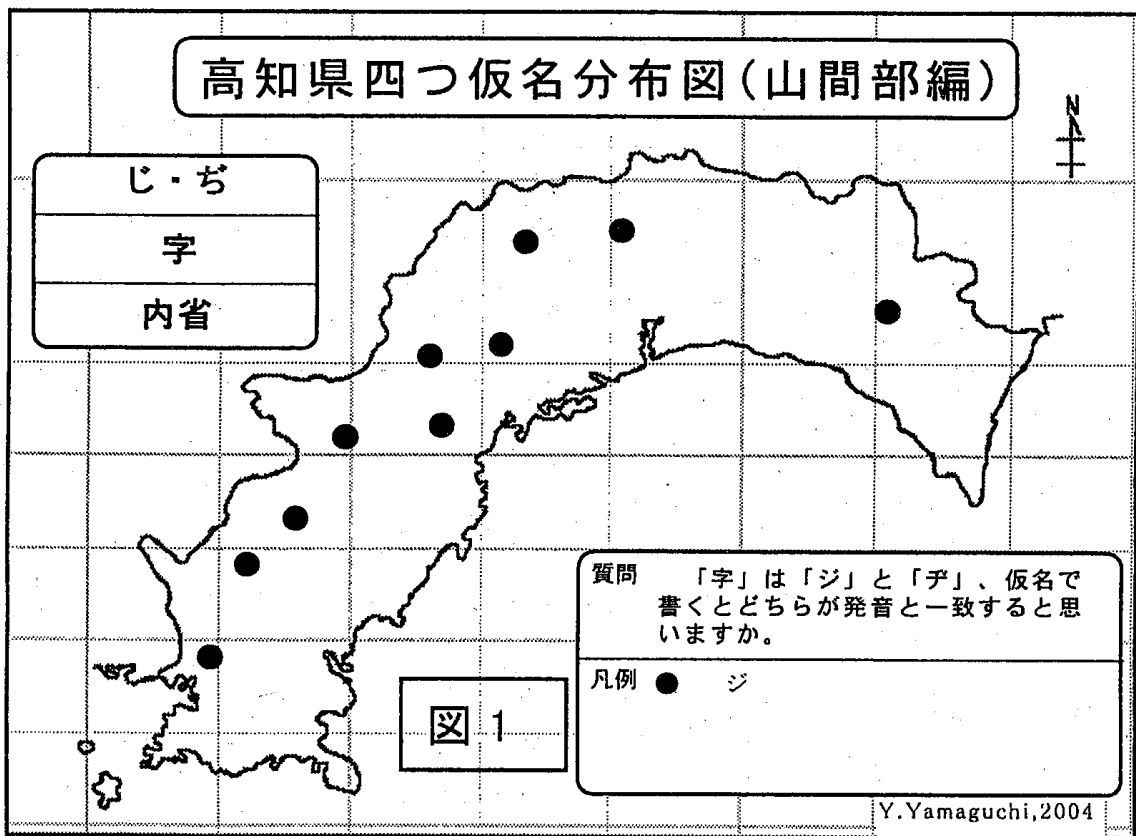 高知県四つ仮名分布図(山間部編)
N
じ・ぢ
字
内省
質問 「字」は「ジ」と「ヂ」、仮名で
書くとどちらが発音と一致すると思
いますか。
凡例 ● ジ
図1
Y.Yamaguchi,2004